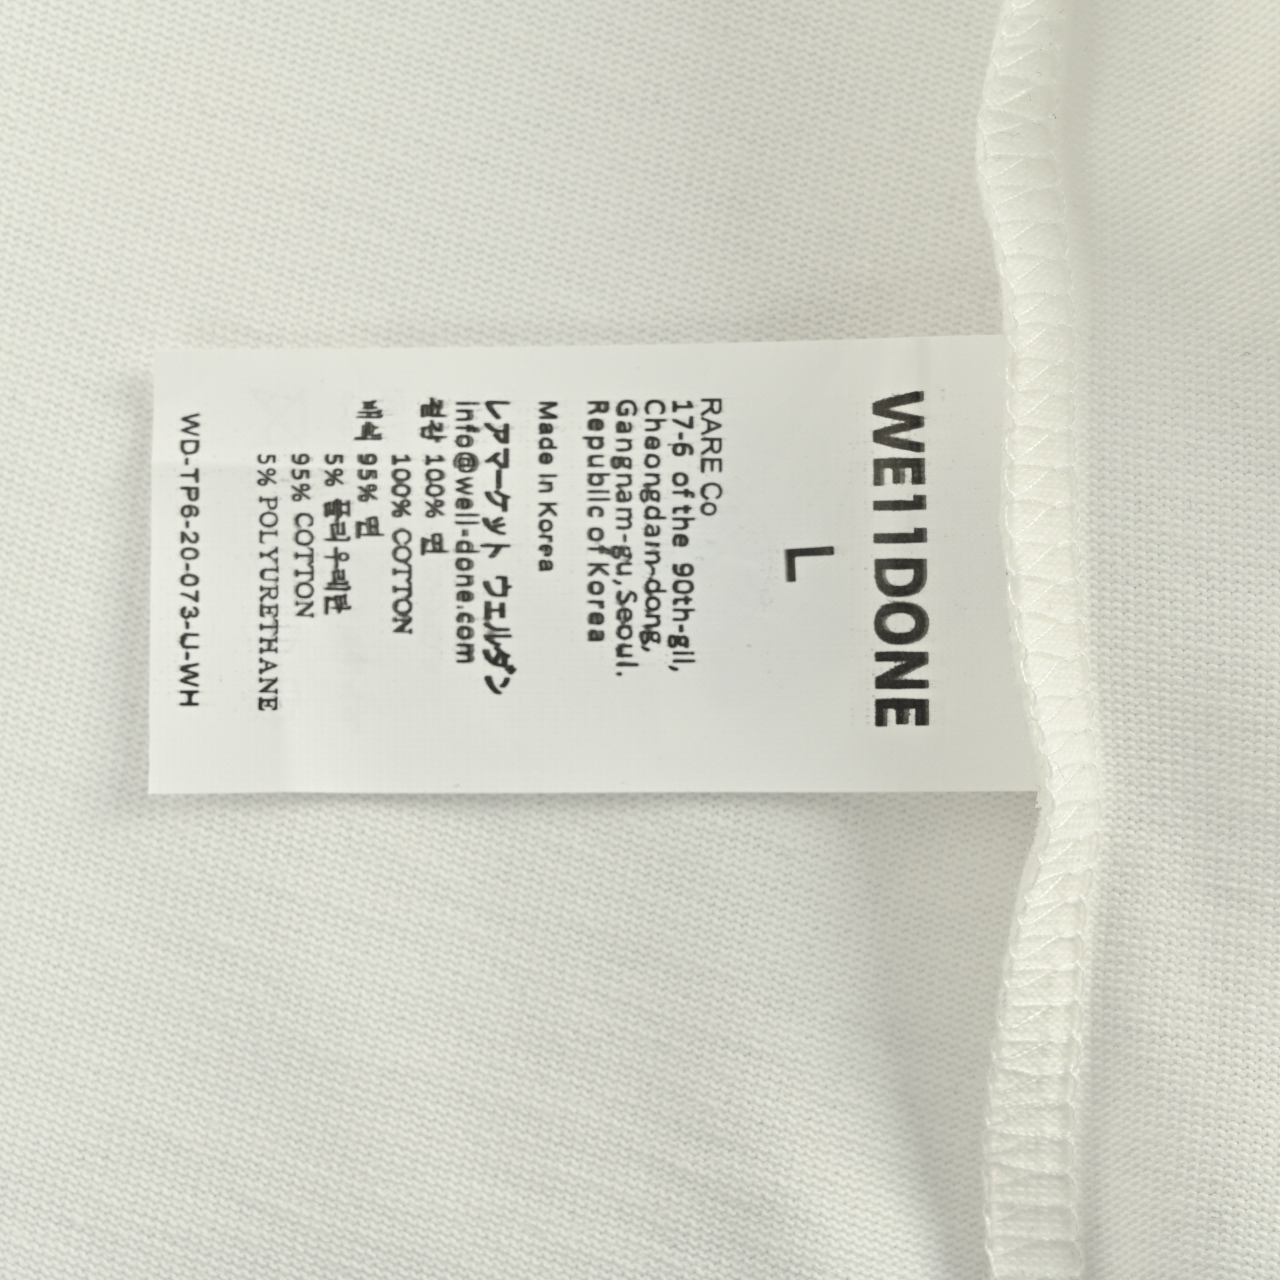 WE11DONE
L
RARE Co
17-6 of the 90th-gil,
Cheongdam-dong,
Gangnam-gu, Seoul.
Republic of Korea
Made in Korea
レアマーケット ウェルダン
info@well-done.com
겉감 100% 면
100% COTTON
배색 95% 면
5% 폴리우레탄
95% COTTON
5% POLYURETHANE
WD-TP6-20-073-U-WH